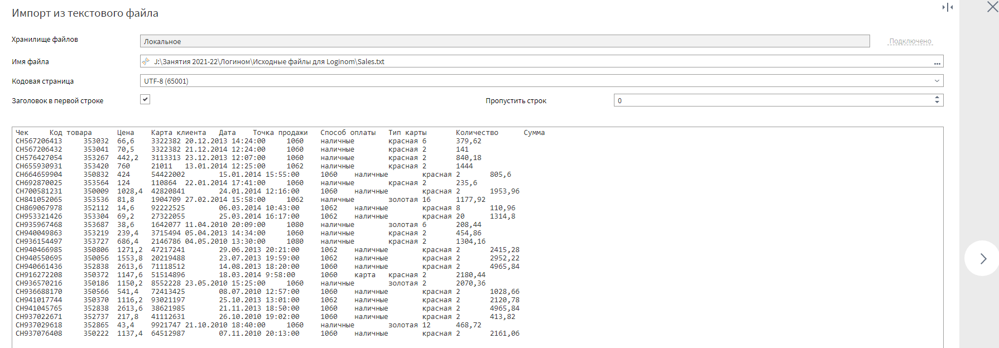 Импорт из текстового файла
Хранилище файлов Локальное Подключено
Имя файла J:\Занятия 2021-22\Логином\Исходные файлы для Loginom\Sales.txt ...
Кодовая страница UTF-8 (65001)
Заголовок в первой строке Пропустить строк 0
Чек Код товара Цена Карта клиента Дата Точка продажи Способ оплаты Тип карты Количество Сумма
CH567206413 353032 66,6 3322382 20.12.2013 14:24:00 1060 наличные красная 6 379,62
CH567206432 353041 70,5 3322382 21.12.2013 12:24:00 1060 наличные красная 2 141
CH576427054 353267 442,2 3113313 23.12.2013 12:07:00 1060 наличные красная 2 840,18
CH655930931 353420 760 21011 13.01.2014 12:25:00 1062 наличные красная 2 1444
CH664659904 350832 424 54422002 15.01.2014 15:55:00 1060 наличные красная 2 805,6
CH692870025 353564 124 110864 22.01.2014 17:41:00 1060 наличные красная 2 235,6
CH700581231 350009 1028,4 42820841 24.01.2014 12:16:00 1060 наличные красная 2 1953,96
CH841052065 353536 81,8 1904709 27.02.2014 15:58:00 1062 наличные золотая 16 1177,92
CH869067978 352112 14,6 92222525 06.03.2014 10:43:00 1062 наличные красная 8 110,96
CH953321426 353304 69,2 27322055 25.03.2014 16:17:00 1062 наличные красная 20 1314,8
CH935967468 353687 38,6 1642077 11.04.2010 20:09:00 1080 наличные золотая 6 208,44
CH940049863 353219 239,4 3715494 05.04.2013 14:34:00 1060 наличные красная 2 454,86
CH936154497 353727 686,4 2146786 04.05.2010 13:30:00 1080 наличные красная 2 1304,16
CH940466985 350806 1271,2 47217241 29.06.2013 20:21:00 1062 наличные красная 2 2415,28
CH940550695 350056 1553,8 20219488 23.07.2013 19:59:00 1062 наличные красная 2 2952,22
CH940661436 352838 2613,6 71118512 14.08.2013 18:20:00 1060 наличные красная 2 4965,84
CH916272208 350372 1147,6 51514896 18.03.2014 9:58:00 1060 карта красная 2 2180,44
CH936570216 350186 1150,2 8552228 23.05.2010 15:25:00 1060 наличные золотая 2 2070,36
CH936688170 350566 541,4 72413425 08.07.2010 12:57:00 1060 наличные красная 2 1028,66
CH941017744 350370 1116,2 93021197 25.10.2013 13:01:00 1062 наличные красная 2 2120,78
CH941045765 352838 2613,6 38621985 21.11.2013 18:50:00 1060 наличные красная 2 4965,84
CH937022671 352737 217,8 41112631 26.10.2010 19:02:00 1060 наличные красная 2 413,82
CH937029618 352865 43,4 9921747 21.10.2010 18:40:00 1060 наличные золотая 12 468,72
CH937076408 350222 1137,4 64512987 07.11.2010 20:13:00 1060 наличные красная 2 2161,06